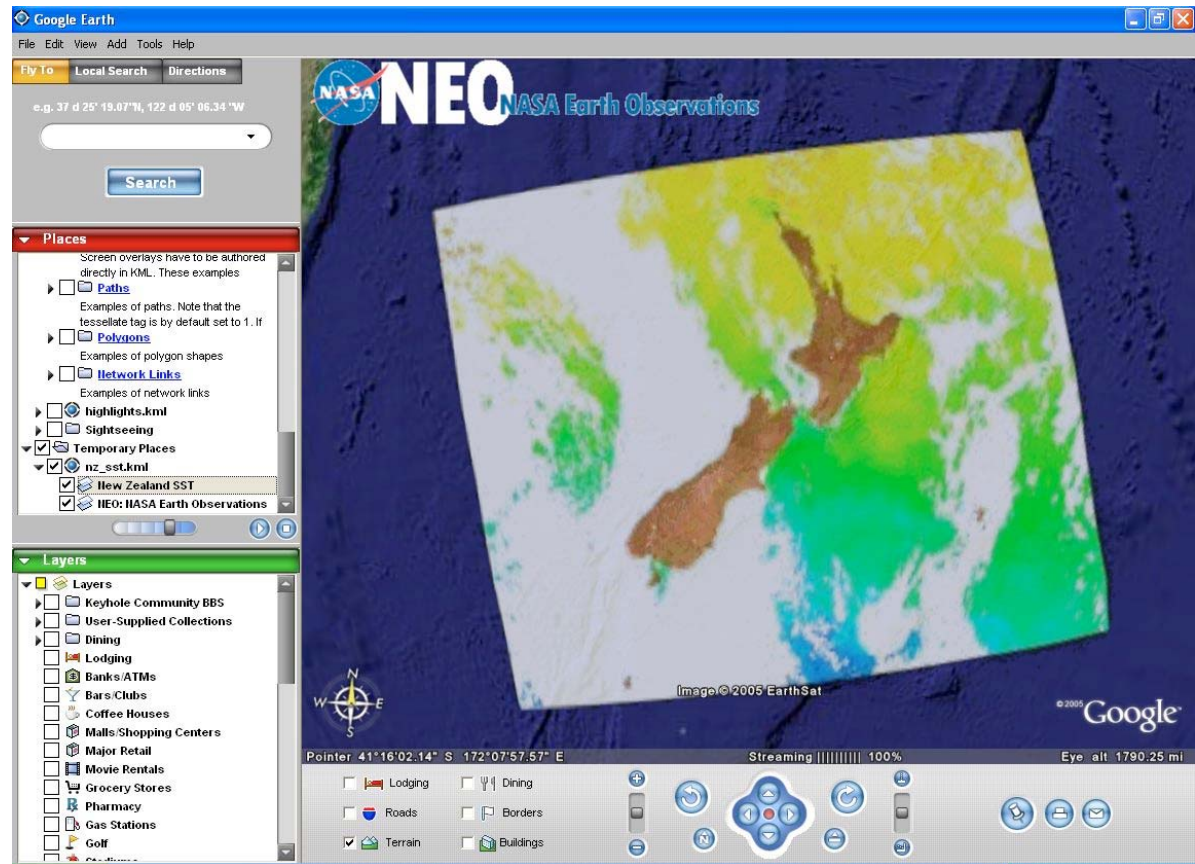 Google Earth
File Edit View Add Tools Help
Fly To Local Search Directions
e.g. 37 d 25' 19.07"N, 122 d 05' 06.34 "W
Search
Places
Screen overlays have to be authored
directly in KML. These examples
Paths
Examples of paths. Note that the
tessellate tag is by default set to 1. If
Polygons
Examples of polygon shapes
Network Links
Examples of network links
highlights.kml
Sightseeing
Temporary Places
nz_sst.kml
New Zealand SST
NEO: NASA Earth Observations
Layers
Layers
Keyhole Community BBS
User-Supplied Collections
Dining
Lodging
Banks/ATMs
Bars/Clubs
Coffee Houses
Malls/Shopping Centers
Major Retail
Movie Rentals
Grocery Stores
Pharmacy
Gas Stations
Golf
NASA NEO NASA Earth Observations
N
W E
S
Image © 2005 EarthSat
©2005 Google
Pointer 41°16'02.14" S 172°07'57.57" E Streaming |||||||||| 100% Eye alt 1790.25 mi
Lodging Dining
Roads Borders
Terrain Buildings
N